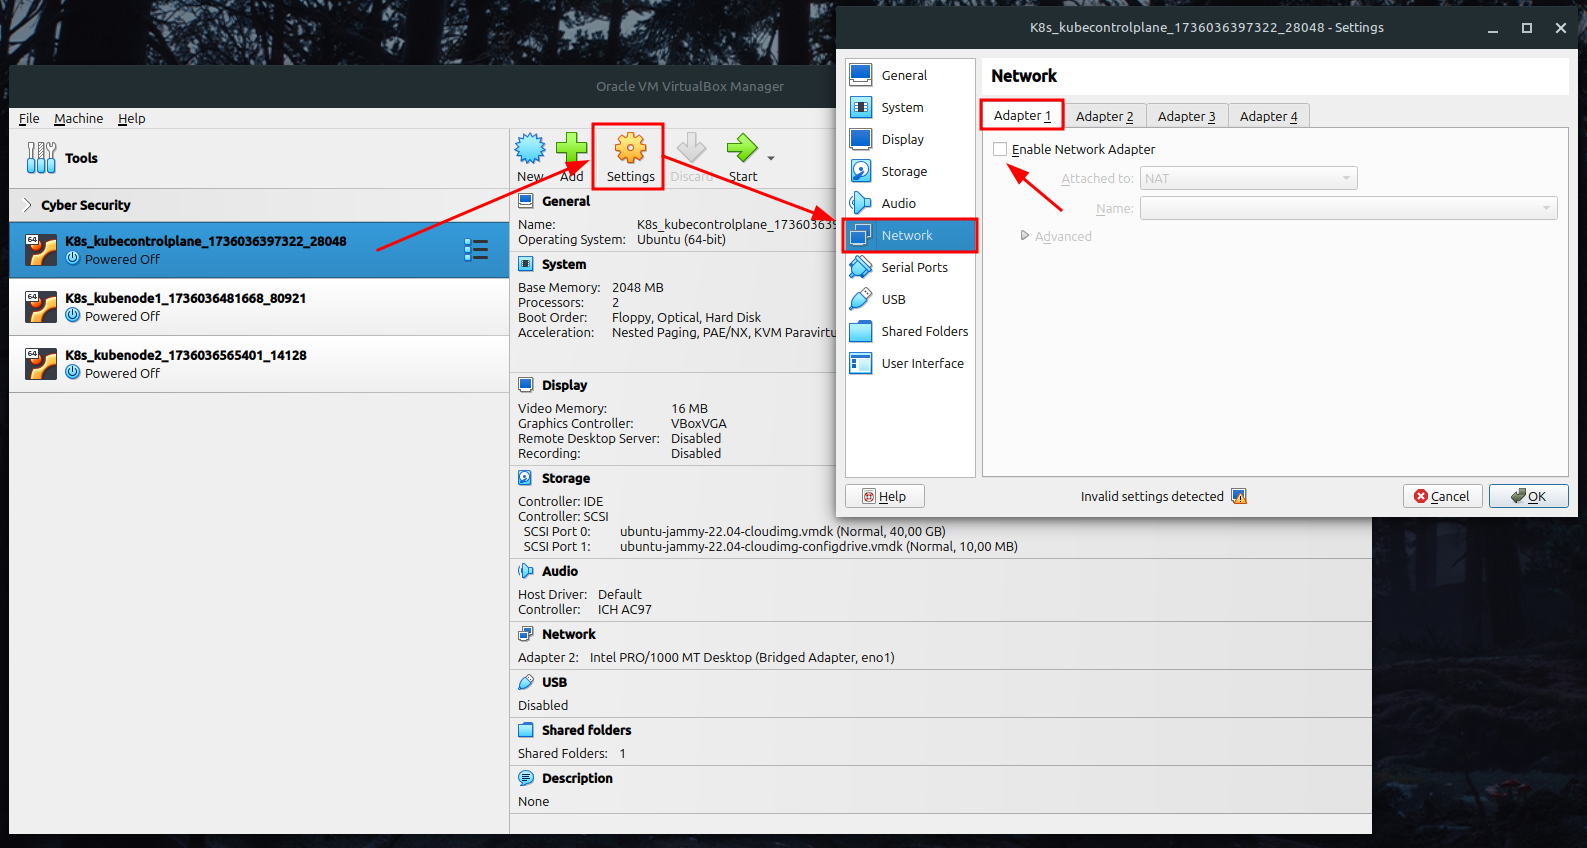 K8s_kubecontrolplane_1736036397322_28048 - Settings
Oracle VM VirtualBox Manager
File Machine Help
Tools
New Add Settings Discard Start
Cyber Security
K8s_kubecontrolplane_1736036397322_28048
Powered Off
K8s_kubenode1_1736036481668_80921
Powered Off
K8s_kubenode2_1736036565401_14128
Powered Off
General
Name: K8s_kubecontrolplane_173603639
Operating System: Ubuntu (64-bit)
System
Base Memory: 2048 MB
Processors: 2
Boot Order: Floppy, Optical, Hard Disk
Acceleration: Nested Paging, PAE/NX, KVM Paravirtu
Display
Video Memory: 16 MB
Graphics Controller: VBoxVGA
Remote Desktop Server: Disabled
Recording: Disabled
Storage
Controller: IDE
Controller: SCSI
SCSI Port 0: ubuntu-jammy-22.04-cloudimg.vmdk (Normal, 40,00 GB)
SCSI Port 1: ubuntu-jammy-22.04-cloudimg-configdrive.vmdk (Normal, 10,00 MB)
Audio
Host Driver: Default
Controller: ICH AC97
Network
Adapter 2: Intel PRO/1000 MT Desktop (Bridged Adapter, eno1)
USB
Disabled
Shared folders
Shared Folders: 1
Description
None
General
System
Display
Storage
Audio
Network
Serial Ports
USB
Shared Folders
User Interface
Network
Adapter 1 Adapter 2 Adapter 3 Adapter 4
Enable Network Adapter
Attached to: NAT
Name:
Advanced
Help Invalid settings detected Cancel OK